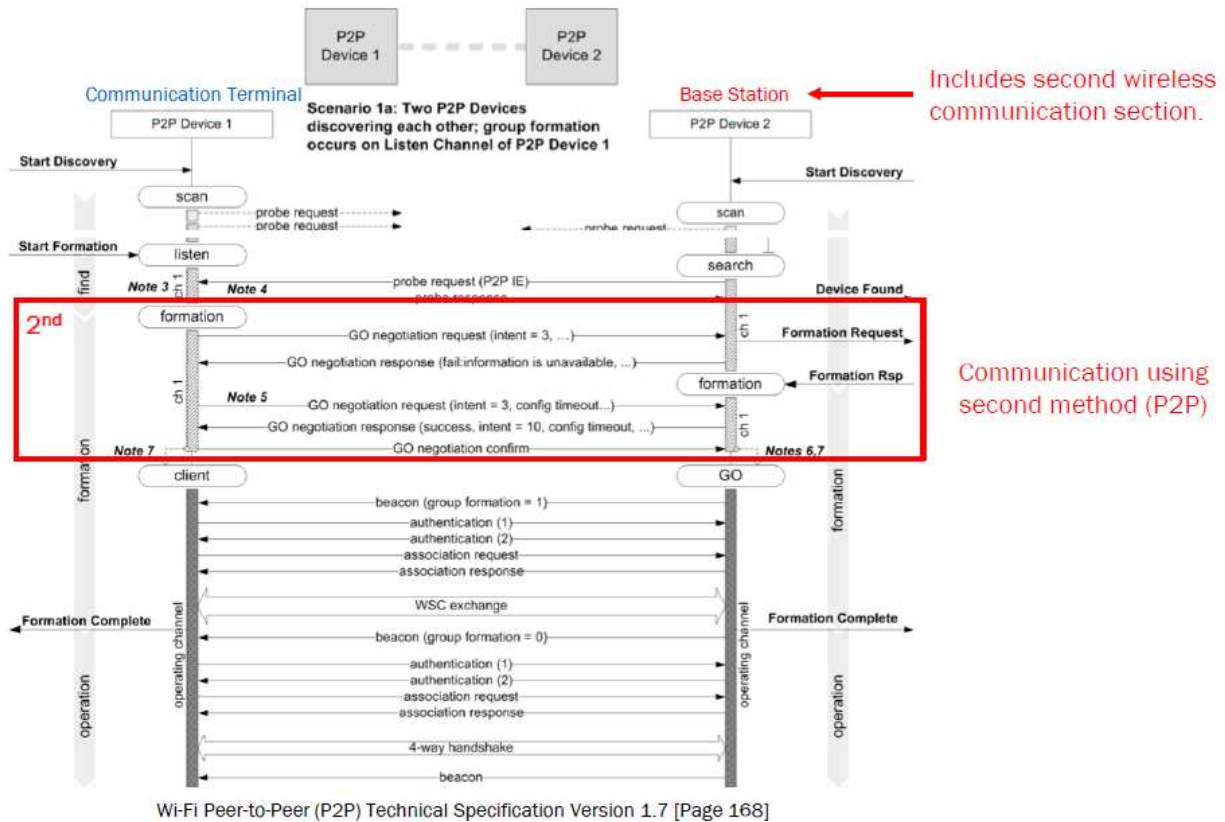 P2P
Device 1
P2P
Device 2
Communication Terminal
Base Station
Includes second wireless
communication section.
P2P Device 1
Scenario 1a: Two P2P Devices
discovering each other; group formation
occurs on Listen Channel of P2P Device 1
P2P Device 2
Start Discovery
Start Discovery
scan
scan
probe request
probe request
probe request
Start Formation
listen
search
find
Note 3
ch 1
Note 4
probe request (P2P IE)
probe response
Device Found
2nd
formation
ch 1
GO negotiation request (intent = 3, ...)
Formation Request
GO negotiation response (fail:information is unavailable, ...)
formation
Formation Rsp
Communication using
second method (P2P)
ch 1
Note 5
GO negotiation request (intent = 3, config timeout...)
ch 1
GO negotiation response (success, intent = 10, config timeout, ...)
Note 7
GO negotiation confirm
Notes 6,7
formation
client
GO
formation
beacon (group formation = 1)
authentication (1)
authentication (2)
association request
association response
WSC exchange
Formation Complete
Formation Complete
operating channel
operating channel
beacon (group formation = 0)
authentication (1)
authentication (2)
association request
association response
operation
operation
4-way handshake
beacon
Wi-Fi Peer-to-Peer (P2P) Technical Specification Version 1.7 [Page 168]